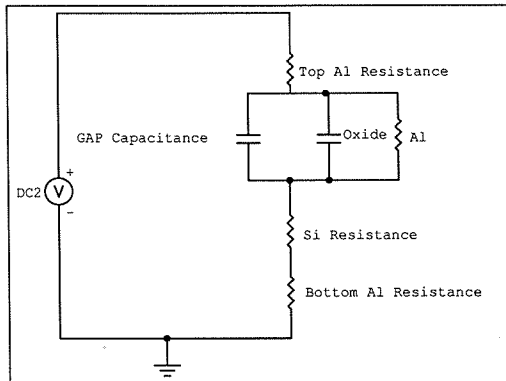 Top Al Resistance
GAP Capacitance
Oxide
Al
DC2
V
+
−
Si Resistance
Bottom Al Resistance